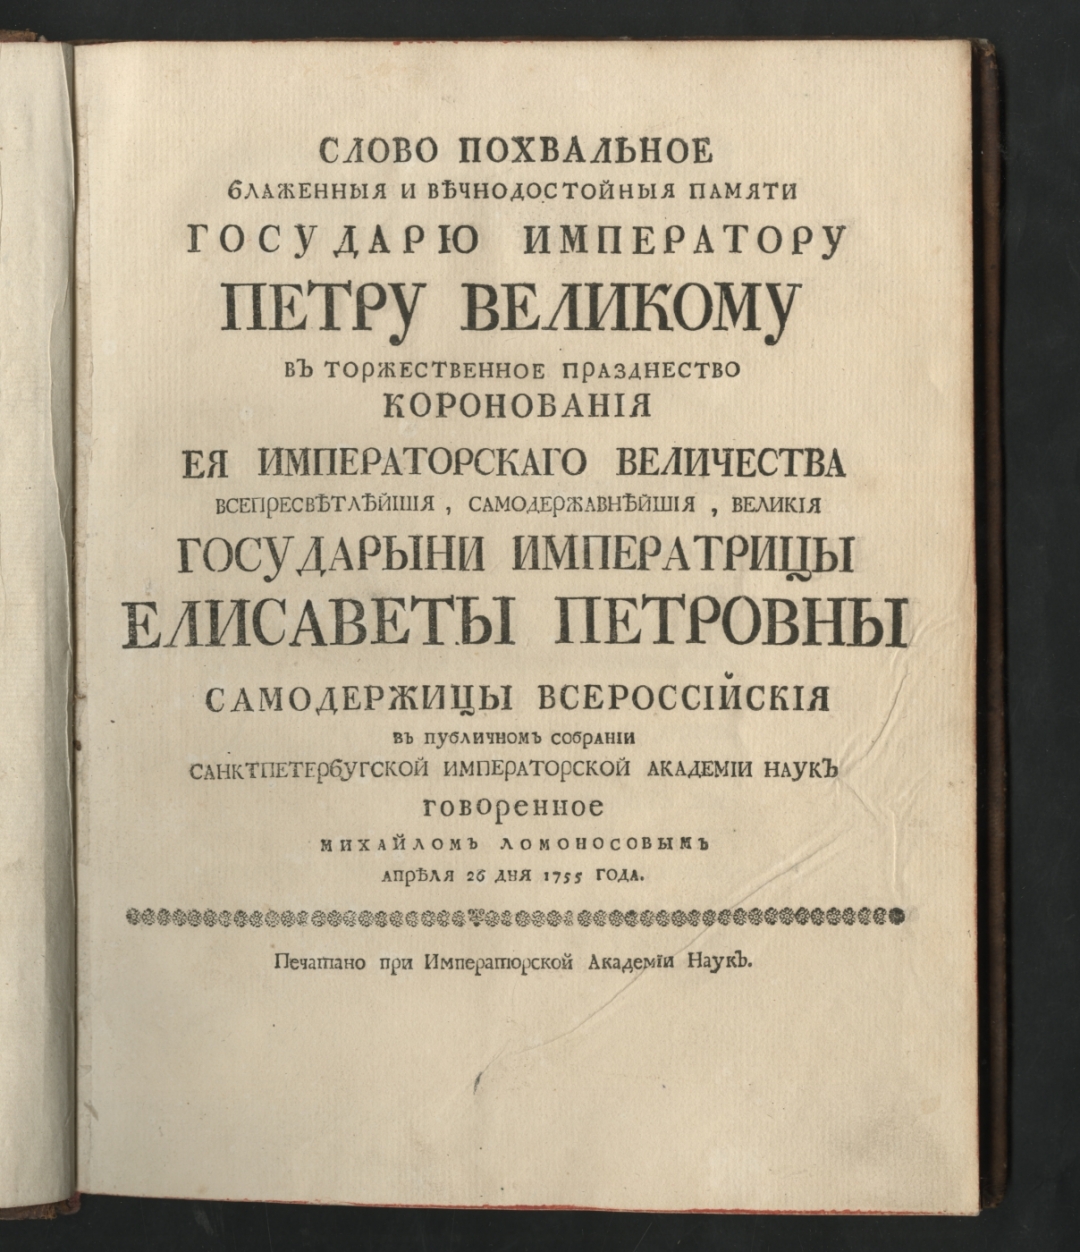 СЛОВО ПОХВАЛЬНОЕ
БЛАЖЕННЫЯ И ВѢЧНОДОСТОЙНЫЯ ПАМЯТИ
ГОСУДАРЮ ИМПЕРАТОРУ
ПЕТРУ ВЕЛИКОМУ
ВЪ ТОРЖЕСТВЕННОЕ ПРАЗДНЕСТВО
КОРОНОВАНІЯ
ЕЯ ИМПЕРАТОРСКАГО ВЕЛИЧЕСТВА
ВСЕПРЕСВѢТЛѢЙШІЯ , САМОДЕРЖАВНѢЙШІЯ , ВЕЛИКІЯ
ГОСУДАРЫНИ ИМПЕРАТРИЦЫ
ЕЛИСАВЕТЫ ПЕТРОВНЫ
САМОДЕРЖИЦЫ ВСЕРОССІЙСКІЯ
ВЪ ПУБЛИЧНОМЪ СОБРАНІИ
САНКТПЕТЕРБУГСКОЙ ИМПЕРАТОРСКОЙ АКАДЕМІИ НАУКЪ
говоренное
МИХАЙЛОМЪ ЛОМОНОСОВЫМЪ
АПРѢЛЯ 26 ДНЯ 1755 ГОДА.
Печатано при Императорской Академіи Наукъ.